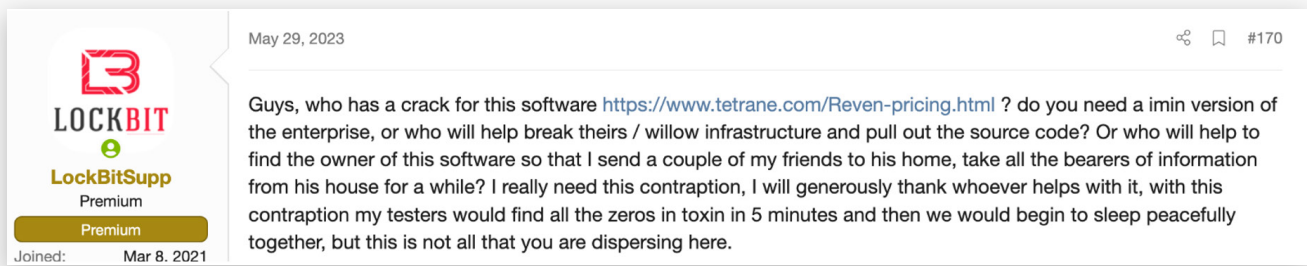 May 29, 2023
#170
LOCKBIT
LockBitSupp
Premium
Premium
Joined: Mar 8, 2021
Guys, who has a crack for this software https://www.tetrane.com/Reven-pricing.html ? do you need a imin version of
the enterprise, or who will help break theirs / willow infrastructure and pull out the source code? Or who will help to
find the owner of this software so that I send a couple of my friends to his home, take all the bearers of information
from his house for a while? I really need this contraption, I will generously thank whoever helps with it, with this
contraption my testers would find all the zeros in toxin in 5 minutes and then we would begin to sleep peacefully
together, but this is not all that you are dispersing here.